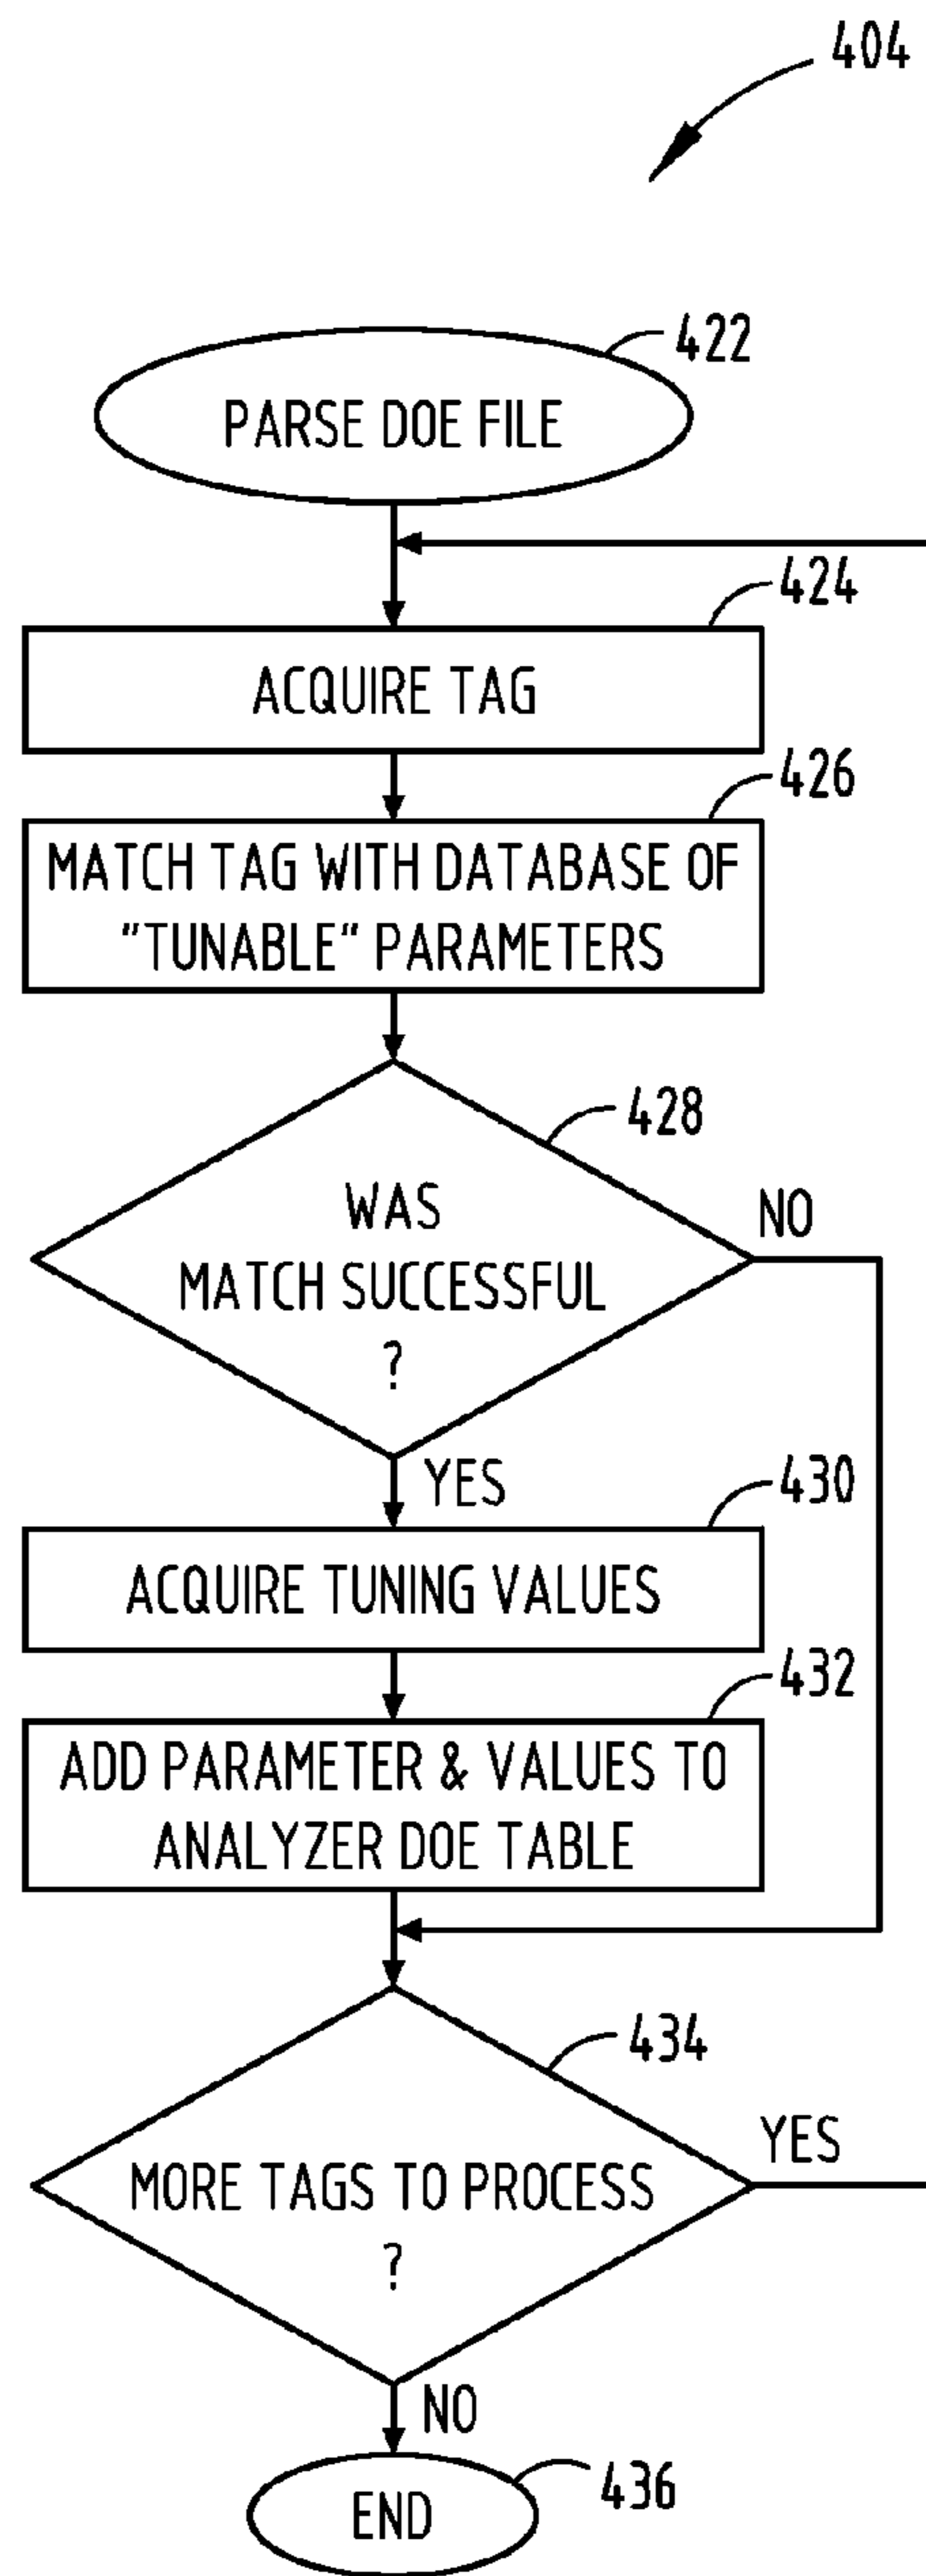 404
422
PARSE DOE FILE
424
ACQUIRE TAG
426
MATCH TAG WITH DATABASE OF
"TUNABLE" PARAMETERS
428
WAS
MATCH SUCCESSFUL
?
NO
YES
430
ACQUIRE TUNING VALUES
432
ADD PARAMETER & VALUES TO
ANALYZER DOE TABLE
434
MORE TAGS TO PROCESS
?
YES
NO
436
END